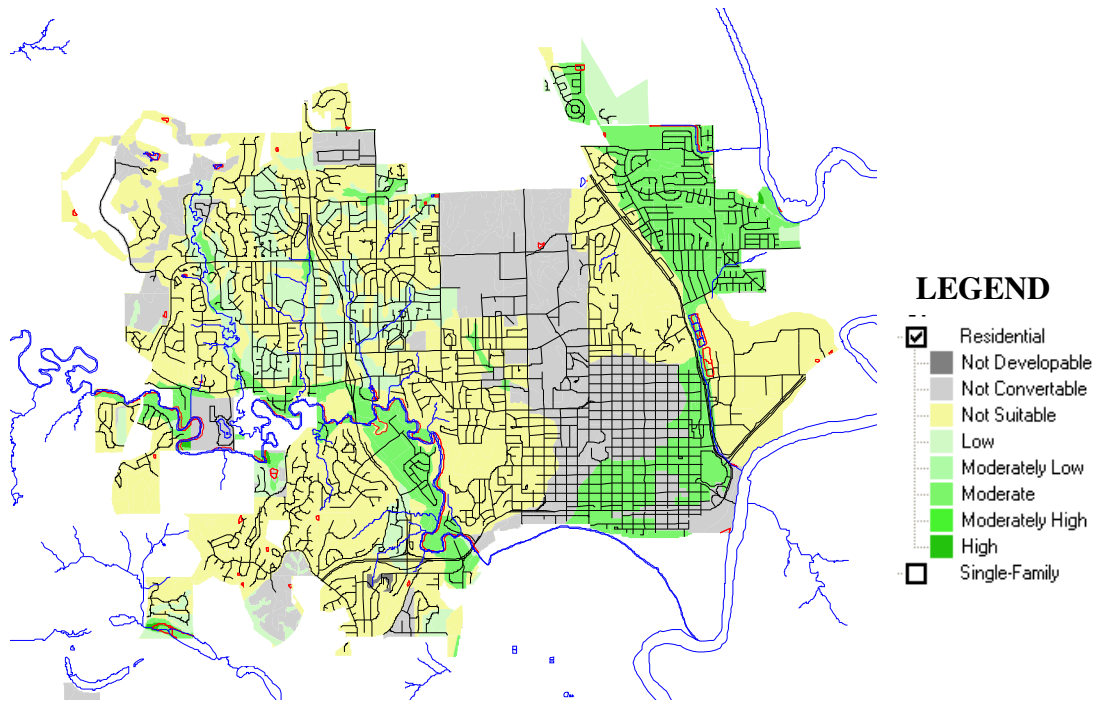 LEGEND
Residential
Not Developable
Not Convertable
Not Suitable
Low
Moderately Low
Moderate
Moderately High
High
Single-Family